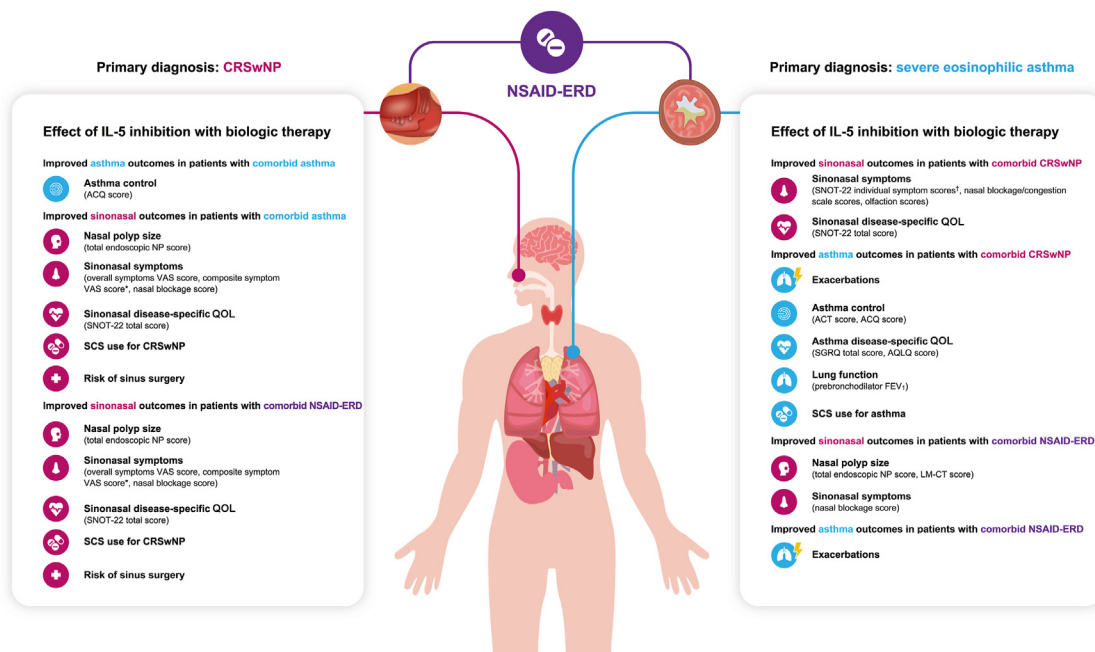 NSAID-ERD
Primary diagnosis: CRSwNP
Effect of IL-5 inhibition with biologic therapy
Improved asthma outcomes in patients with comorbid asthma
Asthma control
(ACQ score)
Improved sinonasal outcomes in patients with comorbid asthma
Nasal polyp size
(total endoscopic NP score)
Sinonasal symptoms
(overall symptoms VAS score, composite symptom
VAS score*, nasal blockage score)
Sinonasal disease-specific QOL
(SNOT-22 total score)
SCS use for CRSwNP
Risk of sinus surgery
Improved sinonasal outcomes in patients with comorbid NSAID-ERD
Nasal polyp size
(total endoscopic NP score)
Sinonasal symptoms
(overall symptoms VAS score, composite symptom
VAS score*, nasal blockage score)
Sinonasal disease-specific QOL
(SNOT-22 total score)
SCS use for CRSwNP
Risk of sinus surgery
Primary diagnosis: severe eosinophilic asthma
Effect of IL-5 inhibition with biologic therapy
Improved sinonasal outcomes in patients with comorbid CRSwNP
Sinonasal symptoms
(SNOT-22 individual symptom scores†, nasal blockage/congestion
scale scores, olfaction scores)
Sinonasal disease-specific QOL
(SNOT-22 total score)
Improved asthma outcomes in patients with comorbid CRSwNP
Exacerbations
Asthma control
(ACT score, ACQ score)
Asthma disease-specific QOL
(SGRQ total score, AQLQ score)
Lung function
(prebronchodilator FEV₁)
SCS use for asthma
Improved sinonasal outcomes in patients with comorbid NSAID-ERD
Nasal polyp size
(total endoscopic NP score, LM-CT score)
Sinonasal symptoms
(nasal blockage score)
Improved asthma outcomes in patients with comorbid NSAID-ERD
Exacerbations